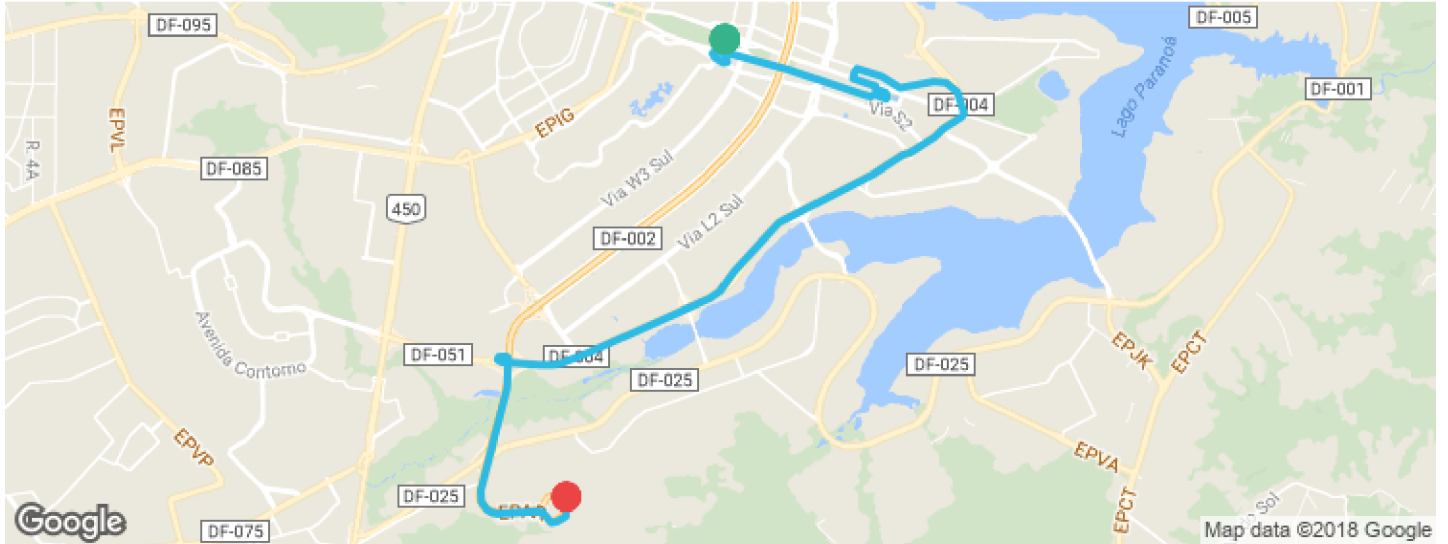 DF-095
DF-005
DF-001
Lago Paranoá
DF-004
Via S2
EPVL
EPIG
R. 4A
DF-085
Via W3 Sul
450
Via L2 Sul
DF-002
Avenida Contorno
DF-051
DF-004
DF-025
DF-025
EPJK
EPCT
EPVP
EPVA
DF-025
EPCT
DF-075
Sol
Google
Map data ©2018 Google